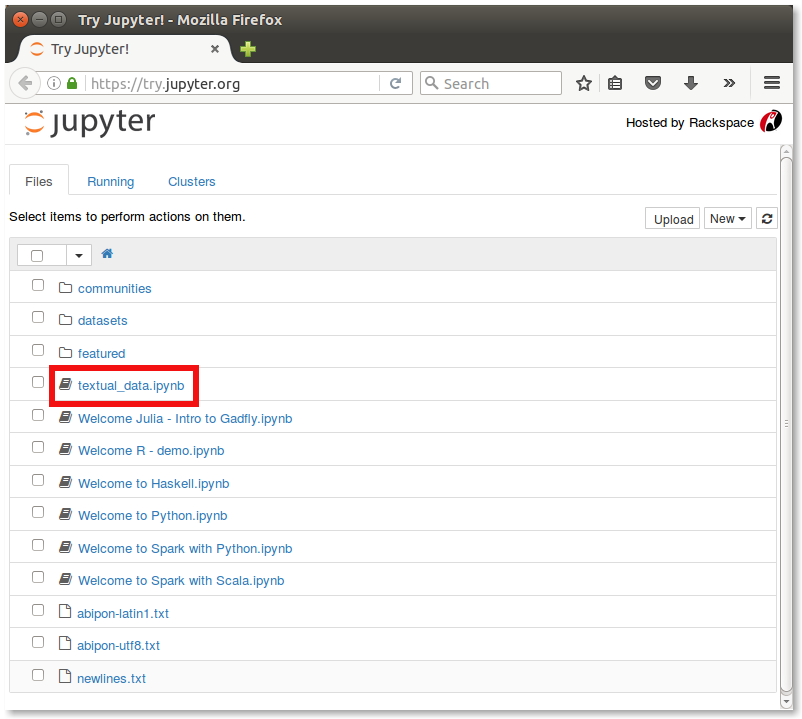 Try Jupyter! - Mozilla Firefox
Try Jupyter!
https://try.jupyter.org Search
jupyter Hosted by Rackspace
Files Running Clusters
Select items to perform actions on them. Upload New
communities
datasets
featured
textual_data.ipynb
Welcome Julia - Intro to Gadfly.ipynb
Welcome R - demo.ipynb
Welcome to Haskell.ipynb
Welcome to Python.ipynb
Welcome to Spark with Python.ipynb
Welcome to Spark with Scala.ipynb
abipon-latin1.txt
abipon-utf8.txt
newlines.txt